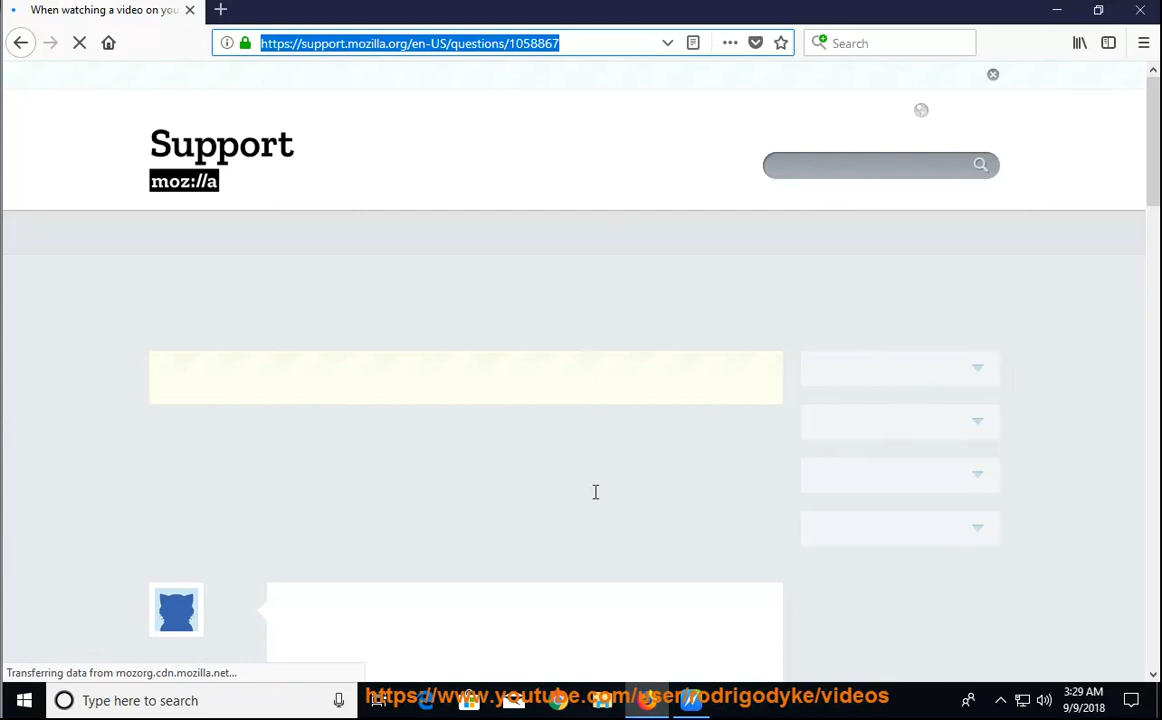 When watching a video on you
https://support.mozilla.org/en-US/questions/1058867
Search
Support
moz://a
Transferring data from mozorg.cdn.mozilla.net...
Type here to search
https://www.youtube.com/user/rodrigodyke/videos
3:29 AM
9/9/2018